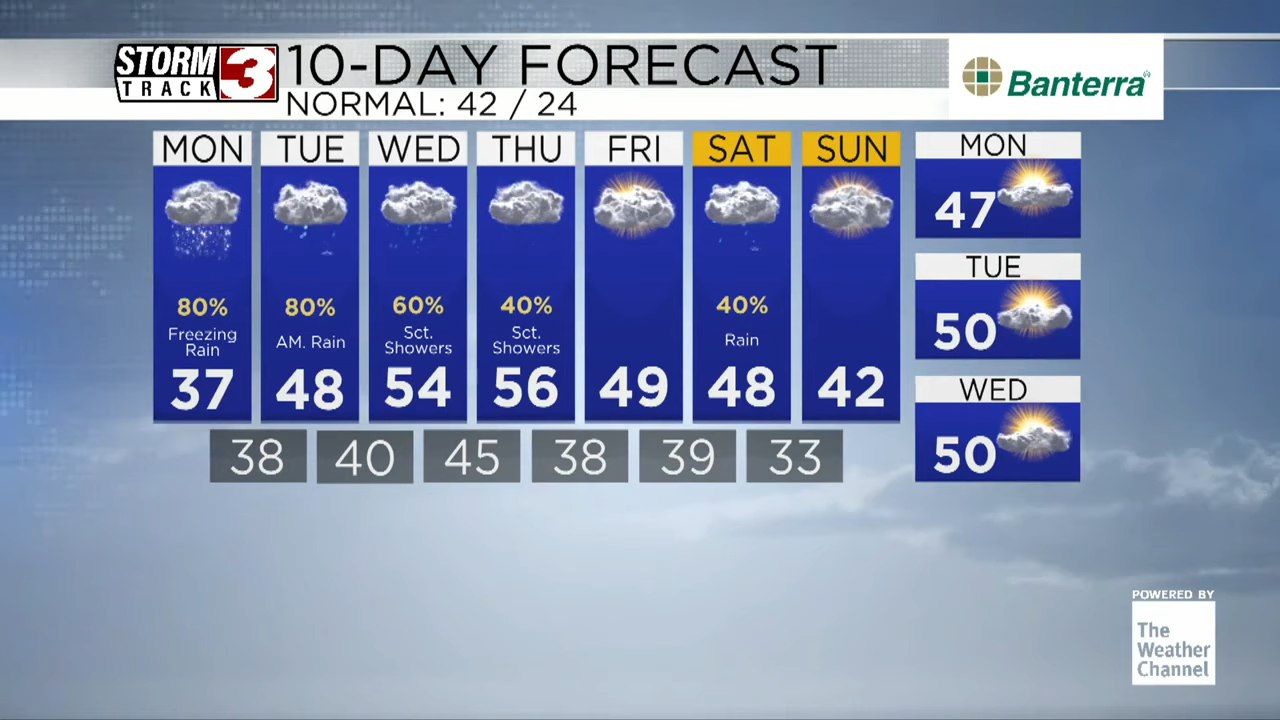 STORM
TRACK
3
10-DAY FORECAST
NORMAL: 42 / 24
Banterra
MON TUE WED THU FRI SAT SUN
80% 80% 60% 40% 40%
Freezing
Rain
AM. Rain
Sct.
Showers
Sct.
Showers
Rain
37 48 54 56 49 48 42
38 40 45 38 39 33
MON
47
TUE
50
WED
50
POWERED BY
The
Weather
Channel